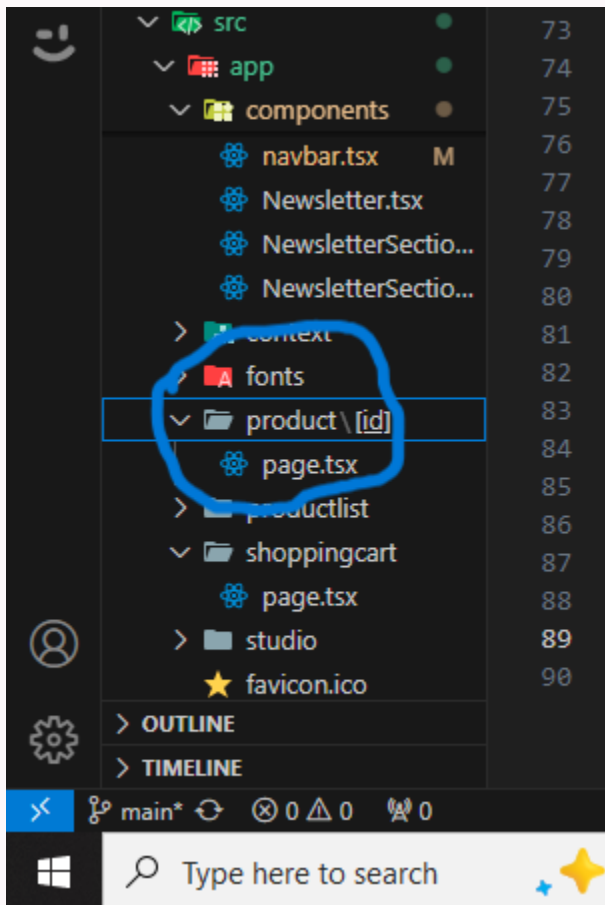 src
73
app
74
components
75
navbar.tsx M
76
Newsletter.tsx
77
NewsletterSectio...
78
79
NewsletterSectio...
80
context
81
fonts
82
product\[id]
83
page.tsx
84
85
productlist
86
shoppingcart
87
page.tsx
88
studio
89
favicon.ico
90
OUTLINE
TIMELINE
main* 0 0 0
Type here to search